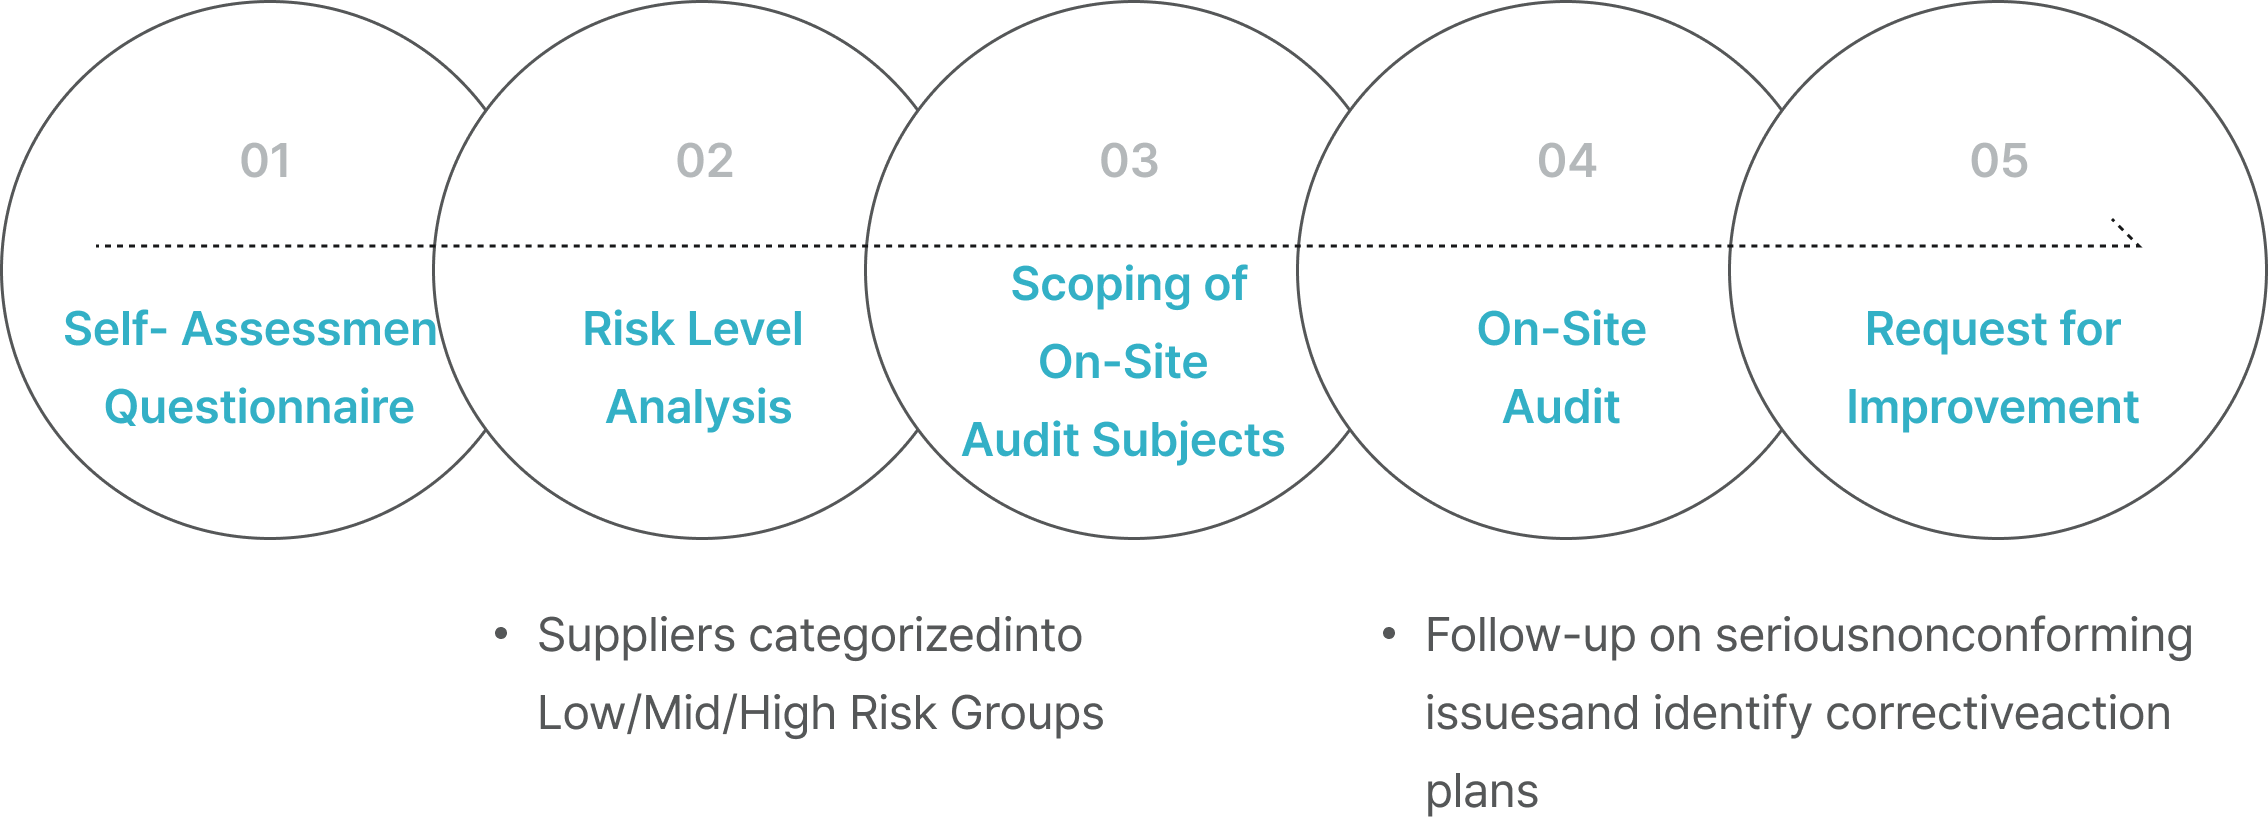 01
Self- Assessmen
Questionnaire
02
Risk Level
Analysis
03
Scoping of
On-Site
Audit Subjects
04
On-Site
Audit
05
Request for
Improvement
• Suppliers categorizedinto
Low/Mid/High Risk Groups
• Follow-up on seriousnonconforming
issuesand identify correctiveaction
plans